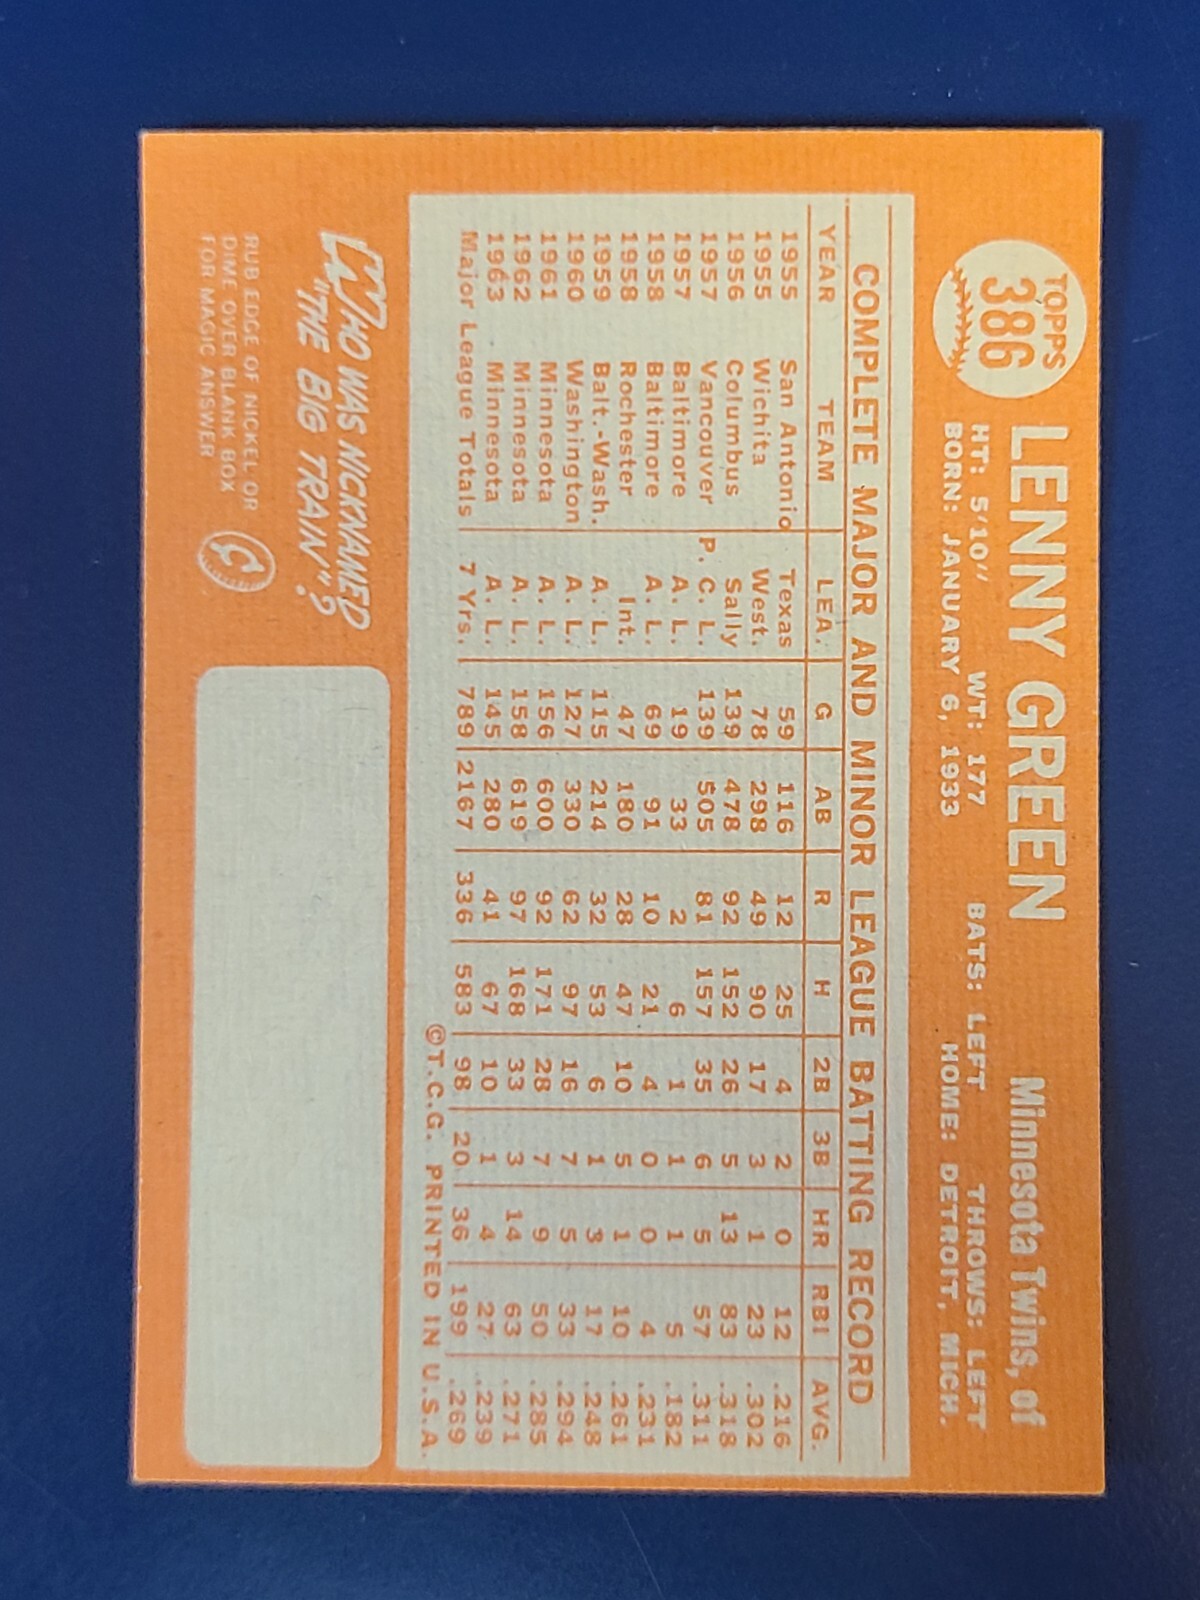 TOPPS
386
LENNY GREEN Minnesota Twins, of
HT: 5'10" WT: 177 BATS: LEFT THROWS: LEFT
BORN: JANUARY 6, 1933 HOME: DETROIT, MICH.
COMPLETE MAJOR AND MINOR LEAGUE BATTING RECORD
YEAR TEAM LEA. G AB R H 2B 3B HR RBI AVG.
1955 San Antonio Texas 59 116 12 25 4 2 0 12 .216
1955 Wichita West. 78 298 49 90 17 3 1 23 .302
1956 Columbus Sally 139 478 92 152 26 5 13 83 .318
1957 Vancouver P. C. L. 139 505 81 157 35 6 5 57 .311
1957 Baltimore A. L. 19 33 2 6 1 1 1 5 .182
1958 Baltimore A. L. 69 91 10 21 4 0 0 4 .231
1958 Rochester Int. 47 180 28 47 10 5 1 10 .261
1959 Balt.-Wash. A. L. 115 214 32 53 6 1 3 17 .248
1960 Washington A. L. 127 330 62 97 16 7 5 33 .294
1961 Minnesota A. L. 156 600 92 171 28 7 9 50 .285
1962 Minnesota A. L. 158 619 97 168 33 3 14 63 .271
1963 Minnesota A. L. 145 280 41 67 10 1 4 27 .239
Major League Totals 7 Yrs. 789 2167 336 583 98 20 36 199 .269
©T.C.G. PRINTED IN U.S.A.
WHO WAS NICKNAMED
"THE BIG TRAIN"?
RUB EDGE OF NICKEL OR
DIME OVER BLANK BOX
FOR MAGIC ANSWER